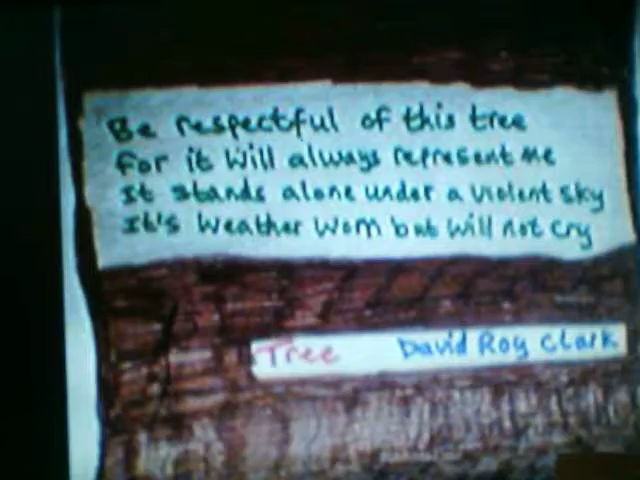 Be respectful of this tree
for it will always represent me
It stands alone under a violent sky
It's weather worn but will not cry
Tree David Roy Clark